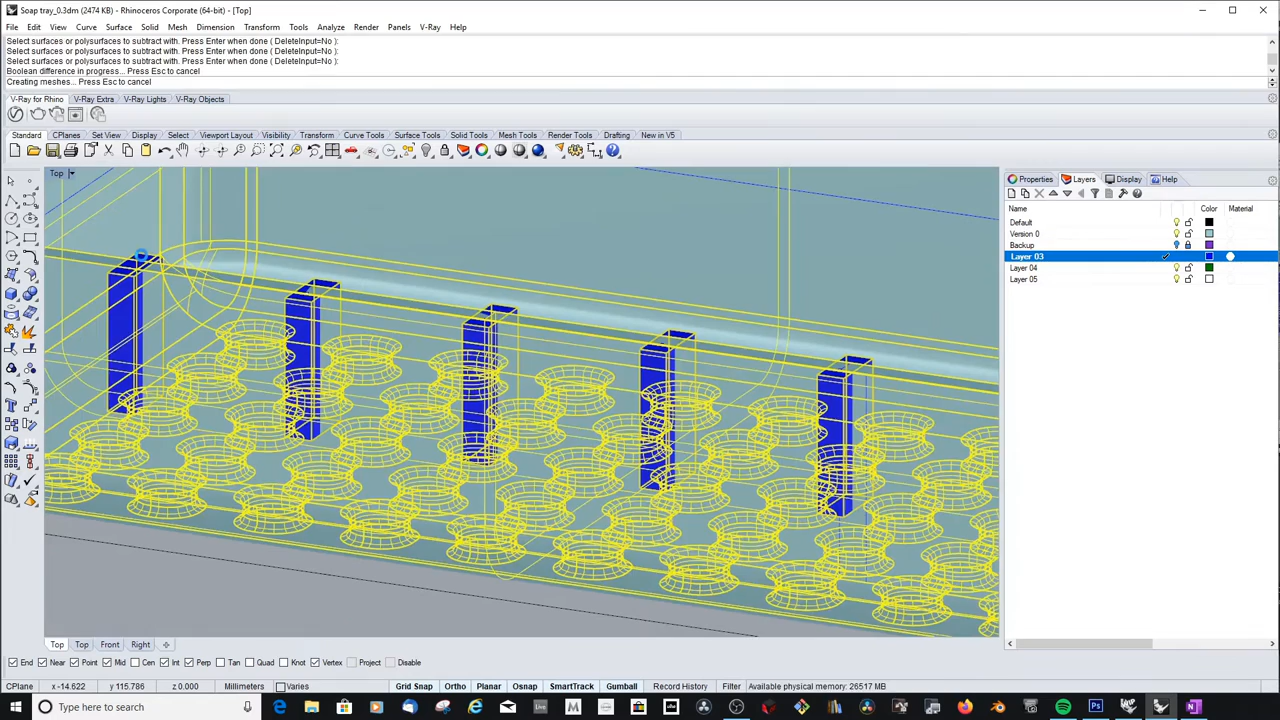 Soap tray_0.3dm (2474 KB) - Rhinoceros Corporate (64-bit) - [Top]
File Edit View Curve Surface Solid Mesh Dimension Transform Tools Analyze Render Panels V-Ray Help
Select surfaces or polysurfaces to subtract with. Press Enter when done ( DeleteInput=No ):
Select surfaces or polysurfaces to subtract with. Press Enter when done ( DeleteInput=No ):
Select surfaces or polysurfaces to subtract with. Press Enter when done ( DeleteInput=No ):
Boolean difference in progress... Press Esc to cancel
Creating meshes... Press Esc to cancel
V-Ray for Rhino V-Ray Extra V-Ray Lights V-Ray Objects
Standard CPlanes Set View Display Select Viewport Layout Visibility Transform Curve Tools Surface Tools Solid Tools Mesh Tools Render Tools Drafting New in V5
Top
Properties Layers Display Help
Name Color Material
Default
Version 0
Backup
Layer 03
Layer 04
Layer 05
Top Top Front Right
End Near Point Mid Cen Int Perp Tan Quad Knot Vertex Project Disable
CPlane x -14.622 y 115.786 z 0.000 Millimeters Varies Grid Snap Ortho Planar Osnap SmartTrack Gumball Record History Filter Available physical memory: 26517 MB
Type here to search